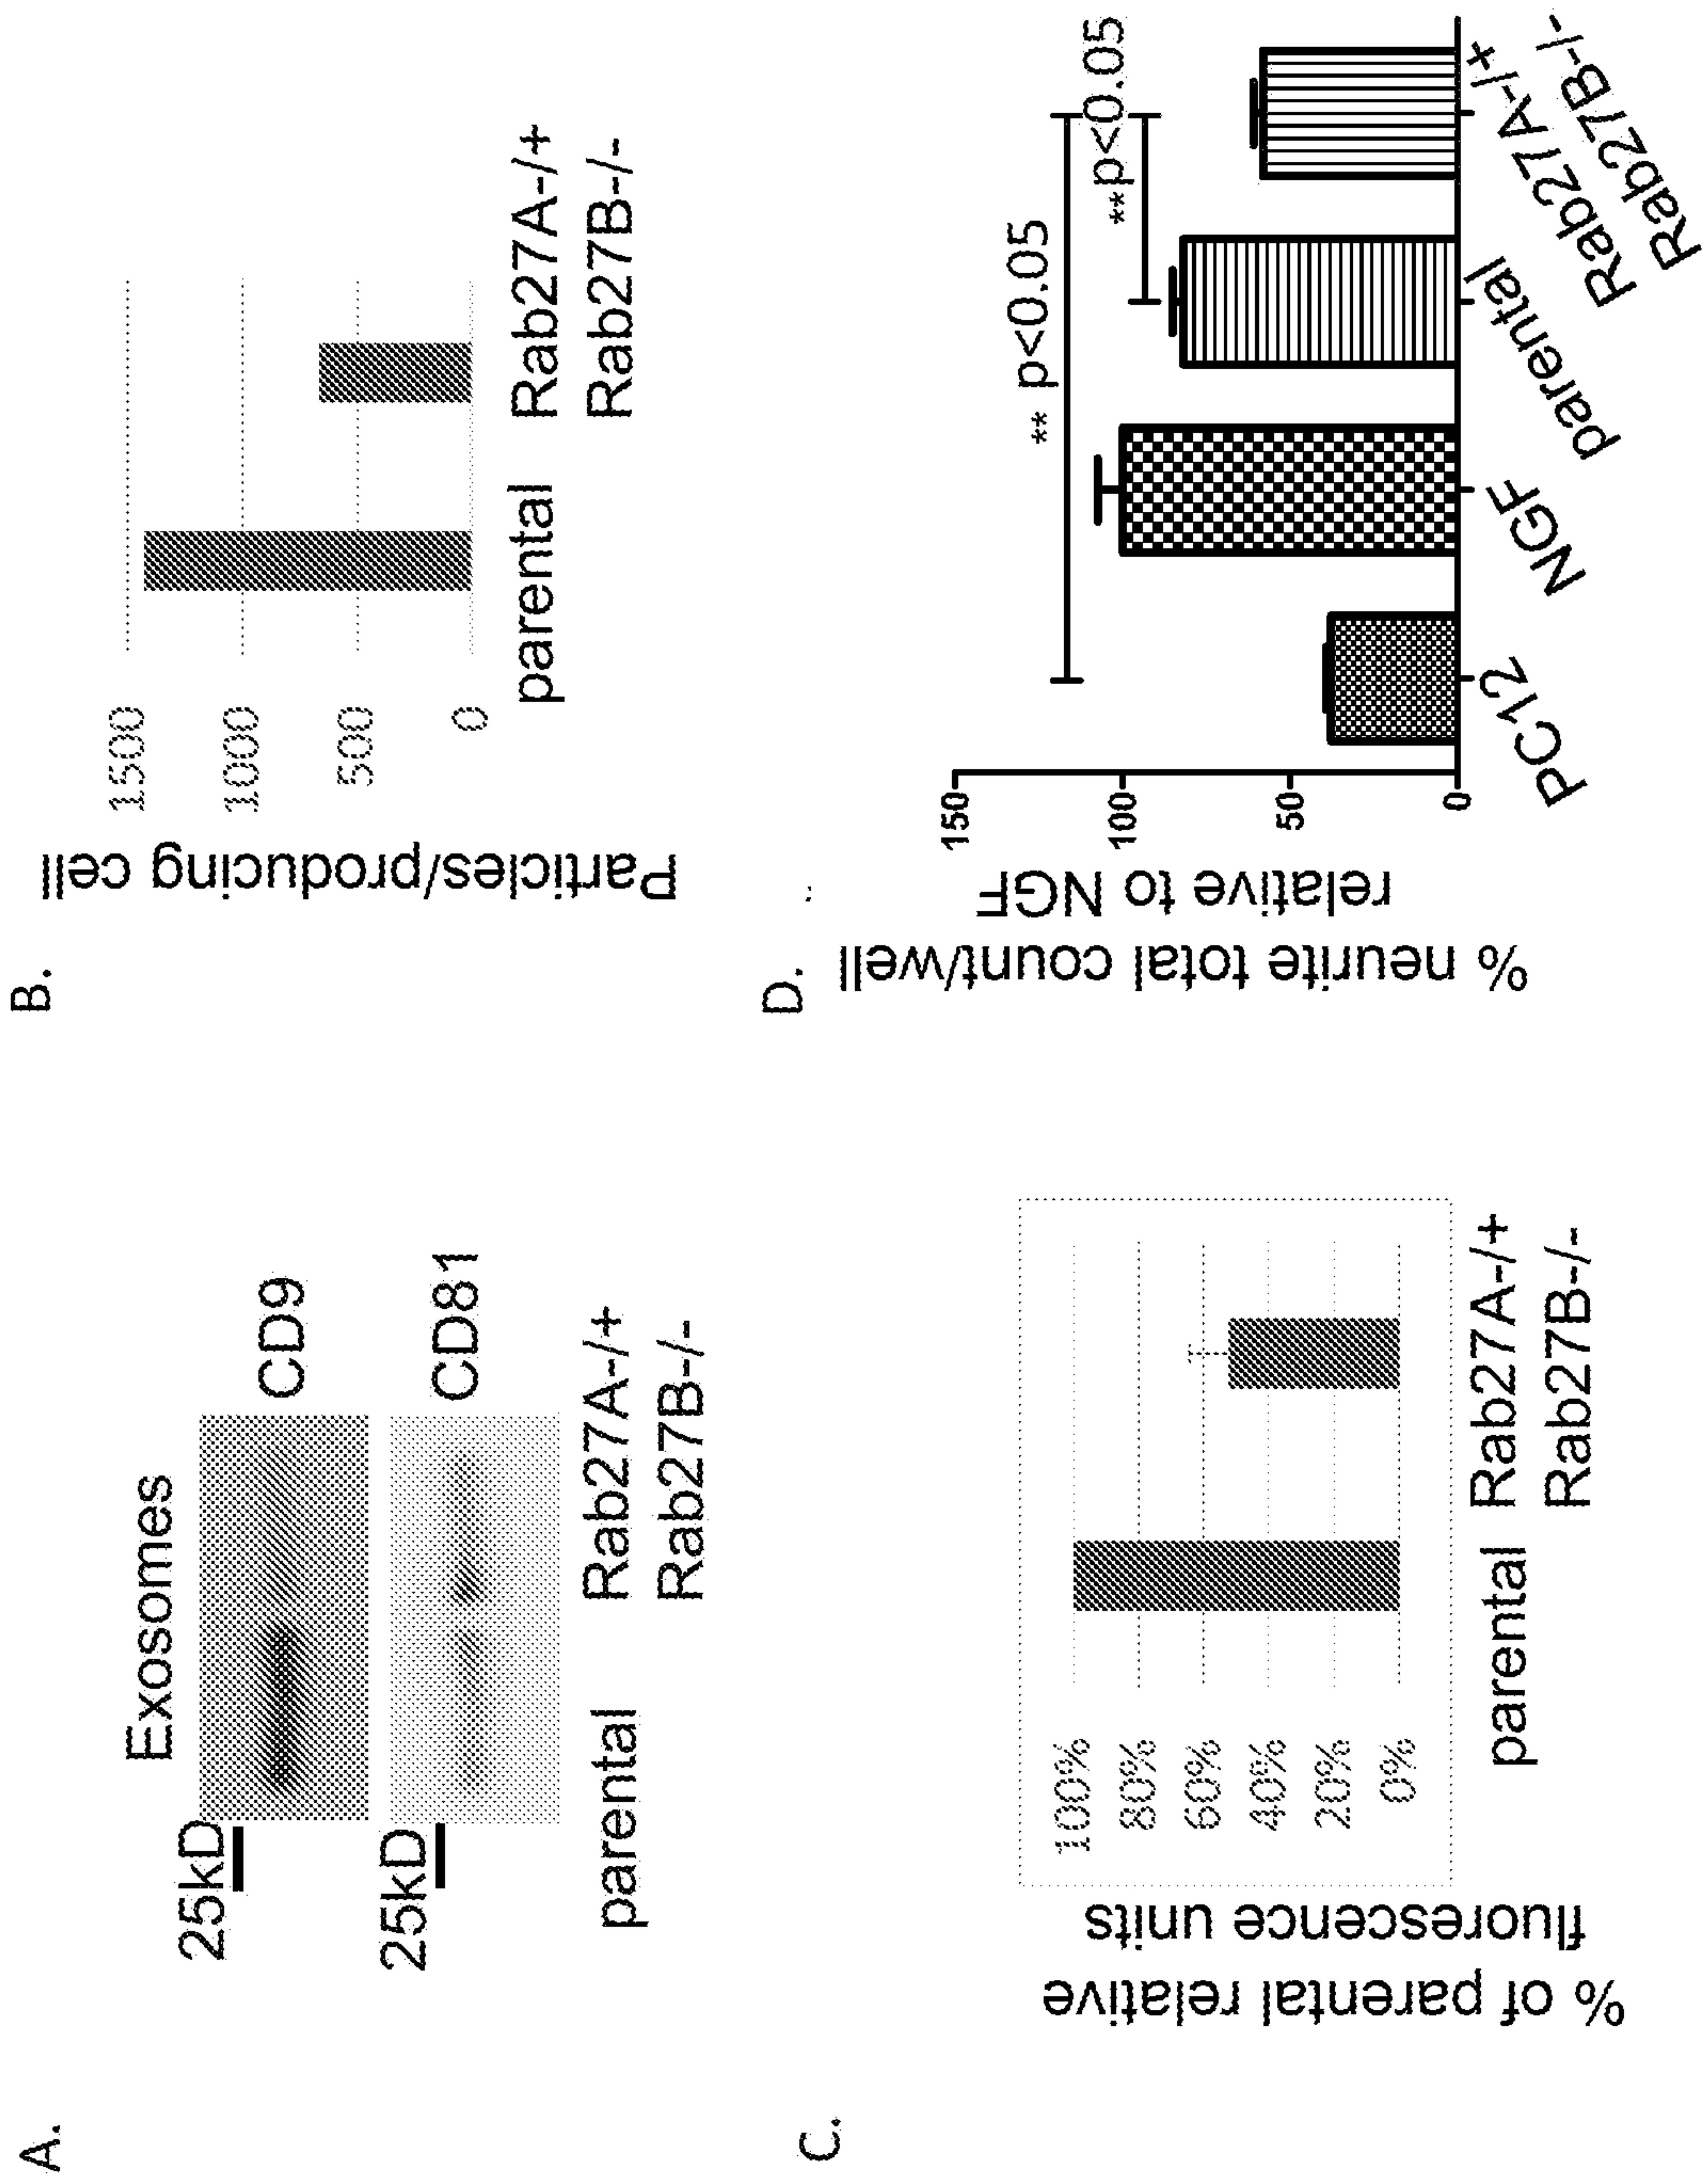 A.
Exosomes
25kD
CD9
25kD
CD81
parental
Rab27A-/+
Rab27B-/-
B.
Particles/producing cell
1500
1000
500
0
parental
Rab27A-/+
Rab27B-/-
C.
% of parental relative
fluorescence units
100%
80%
60%
40%
20%
0%
parental
Rab27A-/+
Rab27B-/-
D.
% neurite total count/well
relative to NGF
150
100
50
0
** p<0.05
**p<0.05
PC12
NGF
parental
Rab27A-/+
Rab27B-/-